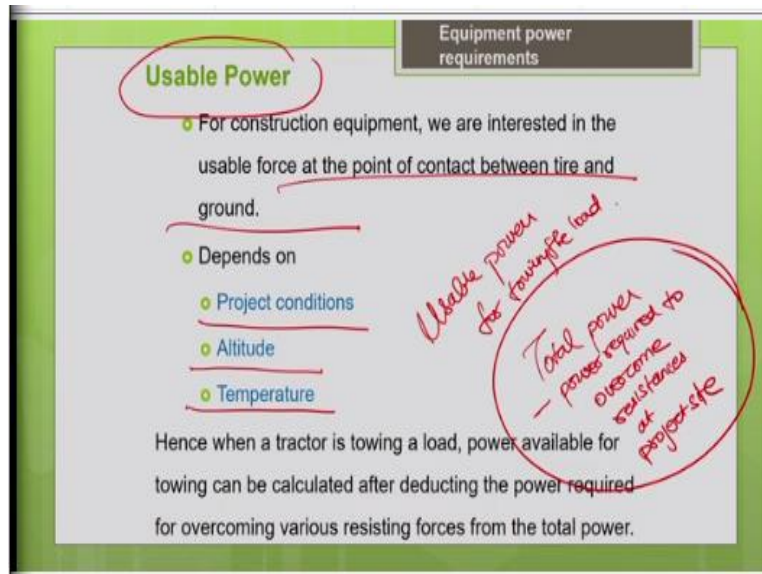 Equipment power
requirements
Usable Power
For construction equipment, we are interested in the
usable force at the point of contact between tire and
ground.
Depends on
Project conditions
Altitude
Temperature
Usable power
for towing the load.
Total power
- power required to
overcome
resistances
at
project site
Hence when a tractor is towing a load, power available for
towing can be calculated after deducting the power required
for overcoming various resisting forces from the total power.